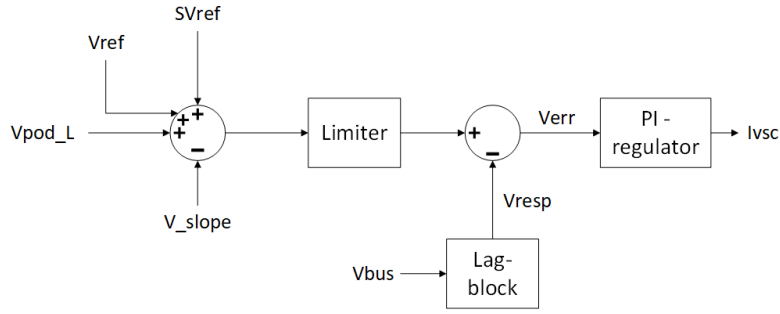 SVref
Vref
Vpod_L
+
+
+
−
V_slope
Limiter
+
−
Verr
PI -
regulator
Ivsc
Vresp
Vbus
Lag-
block